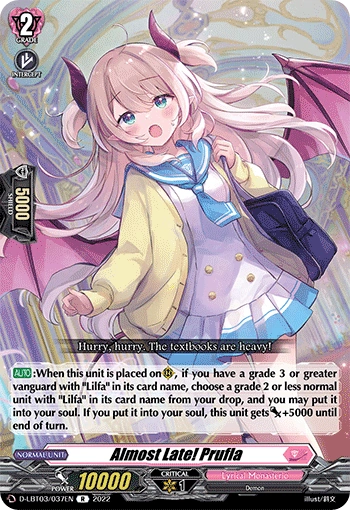 2
GRADE
INTERCEPT
5000
SHIELD
Hurry, hurry. The textbooks are heavy!
AUTO:When this unit is placed on R, if you have a grade 3 or greater
vanguard with "Lilfa" in its card name, choose a grade 2 or less normal
unit with "Lilfa" in its card name from your drop, and you may put it
into your soul. If you put it into your soul, this unit gets +5000 until
end of turn.
NORMAL UNIT
Almost Late! Pruffa
POWER 10000
CRITICAL
1
Lyrical Monasterio
Demon
D-LBT03/037EN R 2022
illust/刹文